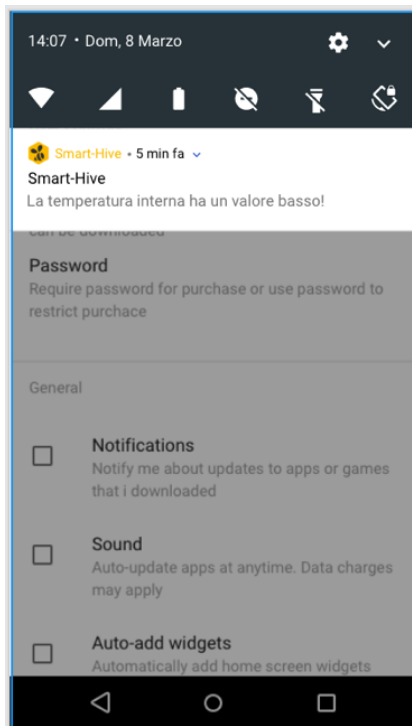 14:07 • Dom, 8 Marzo
Smart-Hive • 5 min fa
Smart-Hive
La temperatura interna ha un valore basso!
can be downloaded
Password
Require password for purchase or use password to
restrict purchace
General
Notifications
Notify me about updates to apps or games
that i downloaded
Sound
Auto-update apps at anytime. Data charges
may apply
Auto-add widgets
Automatically add home screen widgets